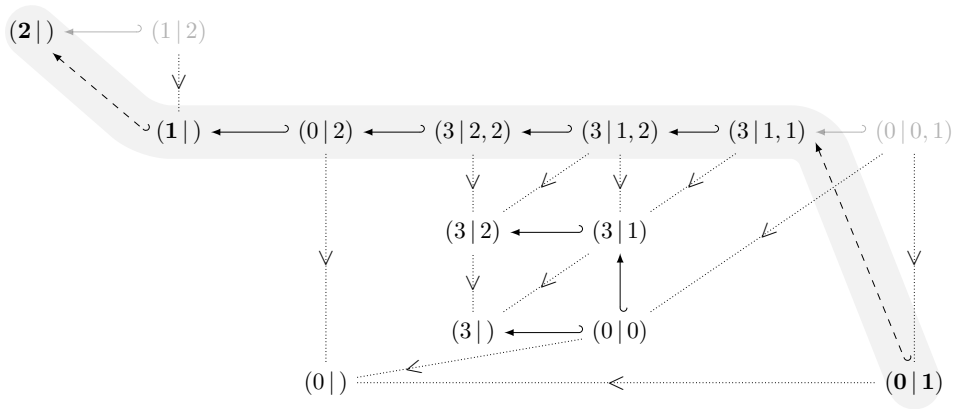 (2 | ) (1 | 2)
(1 | ) (0 | 2) (3 | 2, 2) (3 | 1, 2) (3 | 1, 1) (0 | 0, 1)
(3 | 2) (3 | 1)
(3 | ) (0 | 0)
(0 | ) (0 | 1)